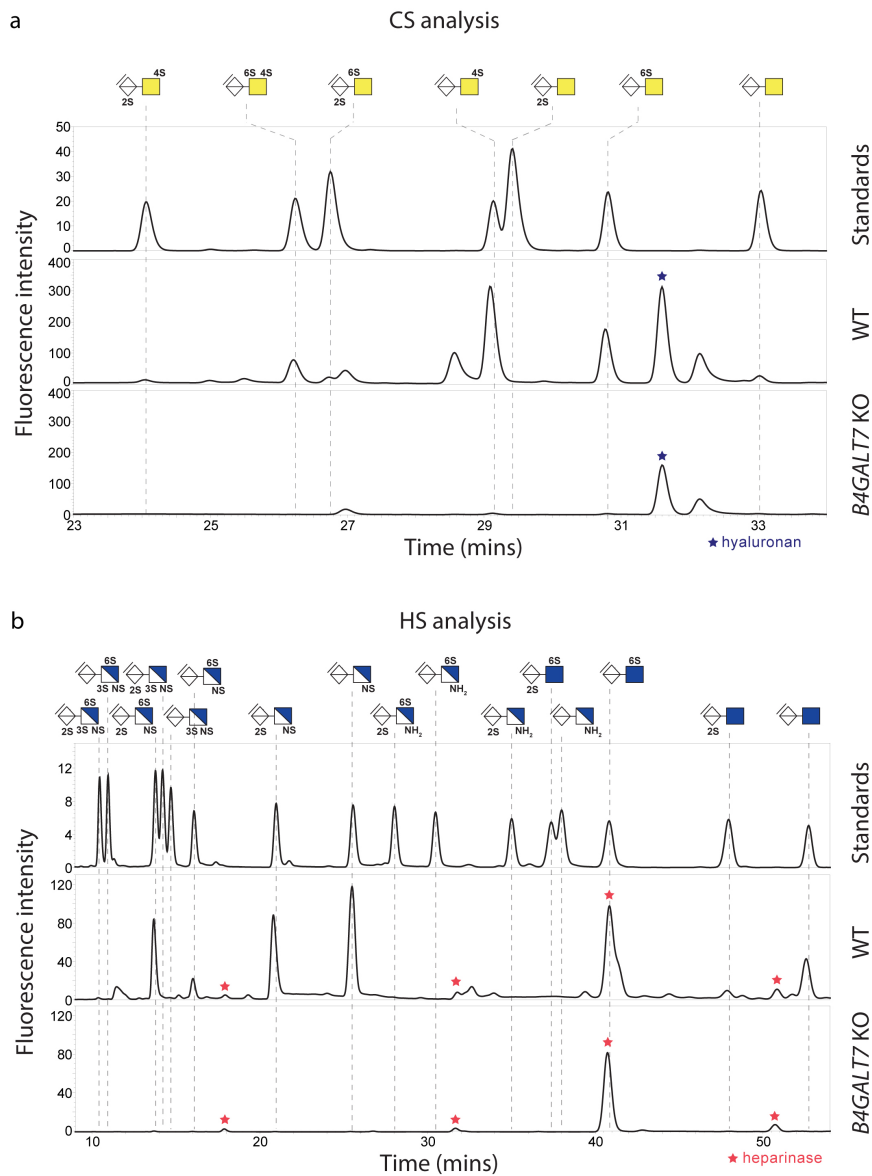 a
CS analysis
4S
6S 4S
6S
4S
6S
2S
2S
2S
50
40
30
20
10
0
Standards
400
300
200
100
0
WT
400
300
200
100
0
B4GALT7 KO
Fluorescence intensity
23 25 27 29 31 33
Time (mins)
★ hyaluronan
b
HS analysis
6S
6S
6S
6S
6S
3S NS
2S
3S NS
NS
NS
NH2
2S
6S
6S
6S
2S
3S NS
2S
NS
3S NS
2S
NS
2S
NH2
2S
NH2
NH2
2S
12
8
4
0
Standards
120
80
40
0
WT
120
80
40
0
B4GALT7 KO
Fluorescence intensity
10 20 30 40 50
Time (mins)
★ heparinase